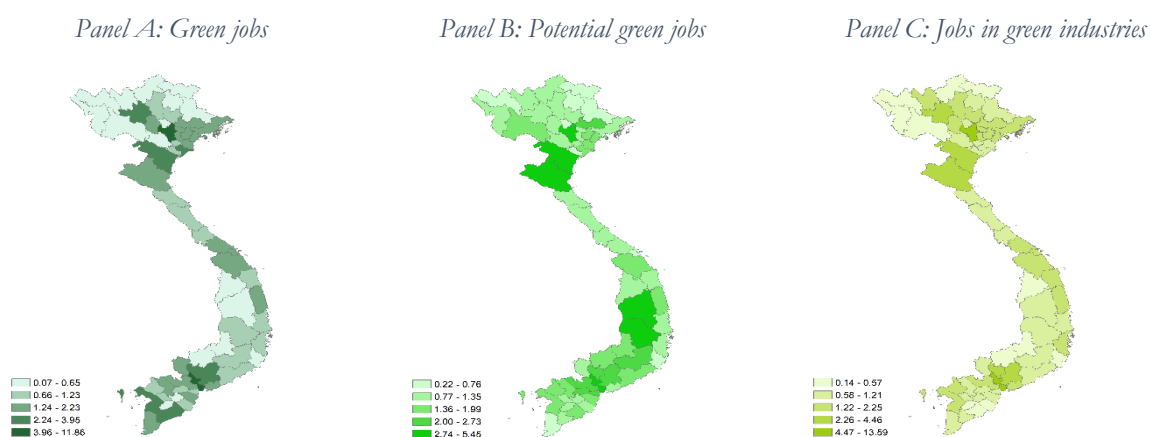 Panel A: Green jobs
Panel B: Potential green jobs
Panel C: Jobs in green industries
0.07 - 0.65
0.66 - 1.23
1.24 - 2.23
2.24 - 3.95
3.96 - 11.86
0.22 - 0.76
0.77 - 1.35
1.36 - 1.99
2.00 - 2.73
2.74 - 5.45
0.14 - 0.57
0.58 - 1.21
1.22 - 2.25
2.26 - 4.46
4.47 - 13.59